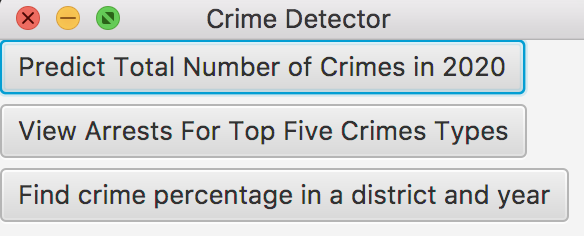 Crime Detector
Predict Total Number of Crimes in 2020
View Arrests For Top Five Crimes Types
Find crime percentage in a district and year